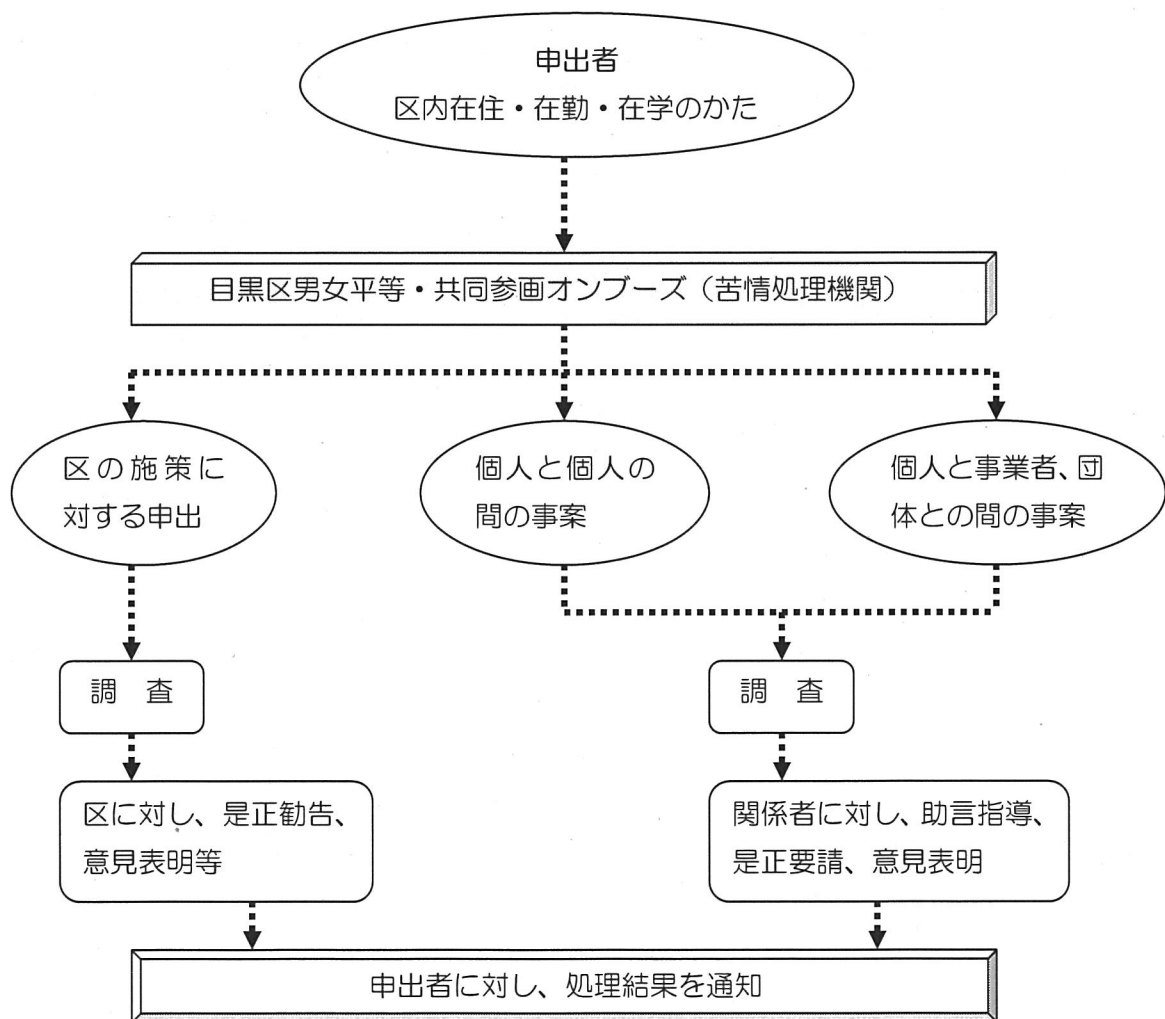 申出者
区内在住・在勤・在学のかた
目黒区男女平等・共同参画オンブーズ（苦情処理機関）
区の施策に
対する申出
個人と個人の
間の事案
個人と事業者、団
体との間の事案
調　査
調　査
区に対し、是正勧告、
意見表明等
関係者に対し、助言指導、
是正要請、意見表明
申出者に対し、処理結果を通知